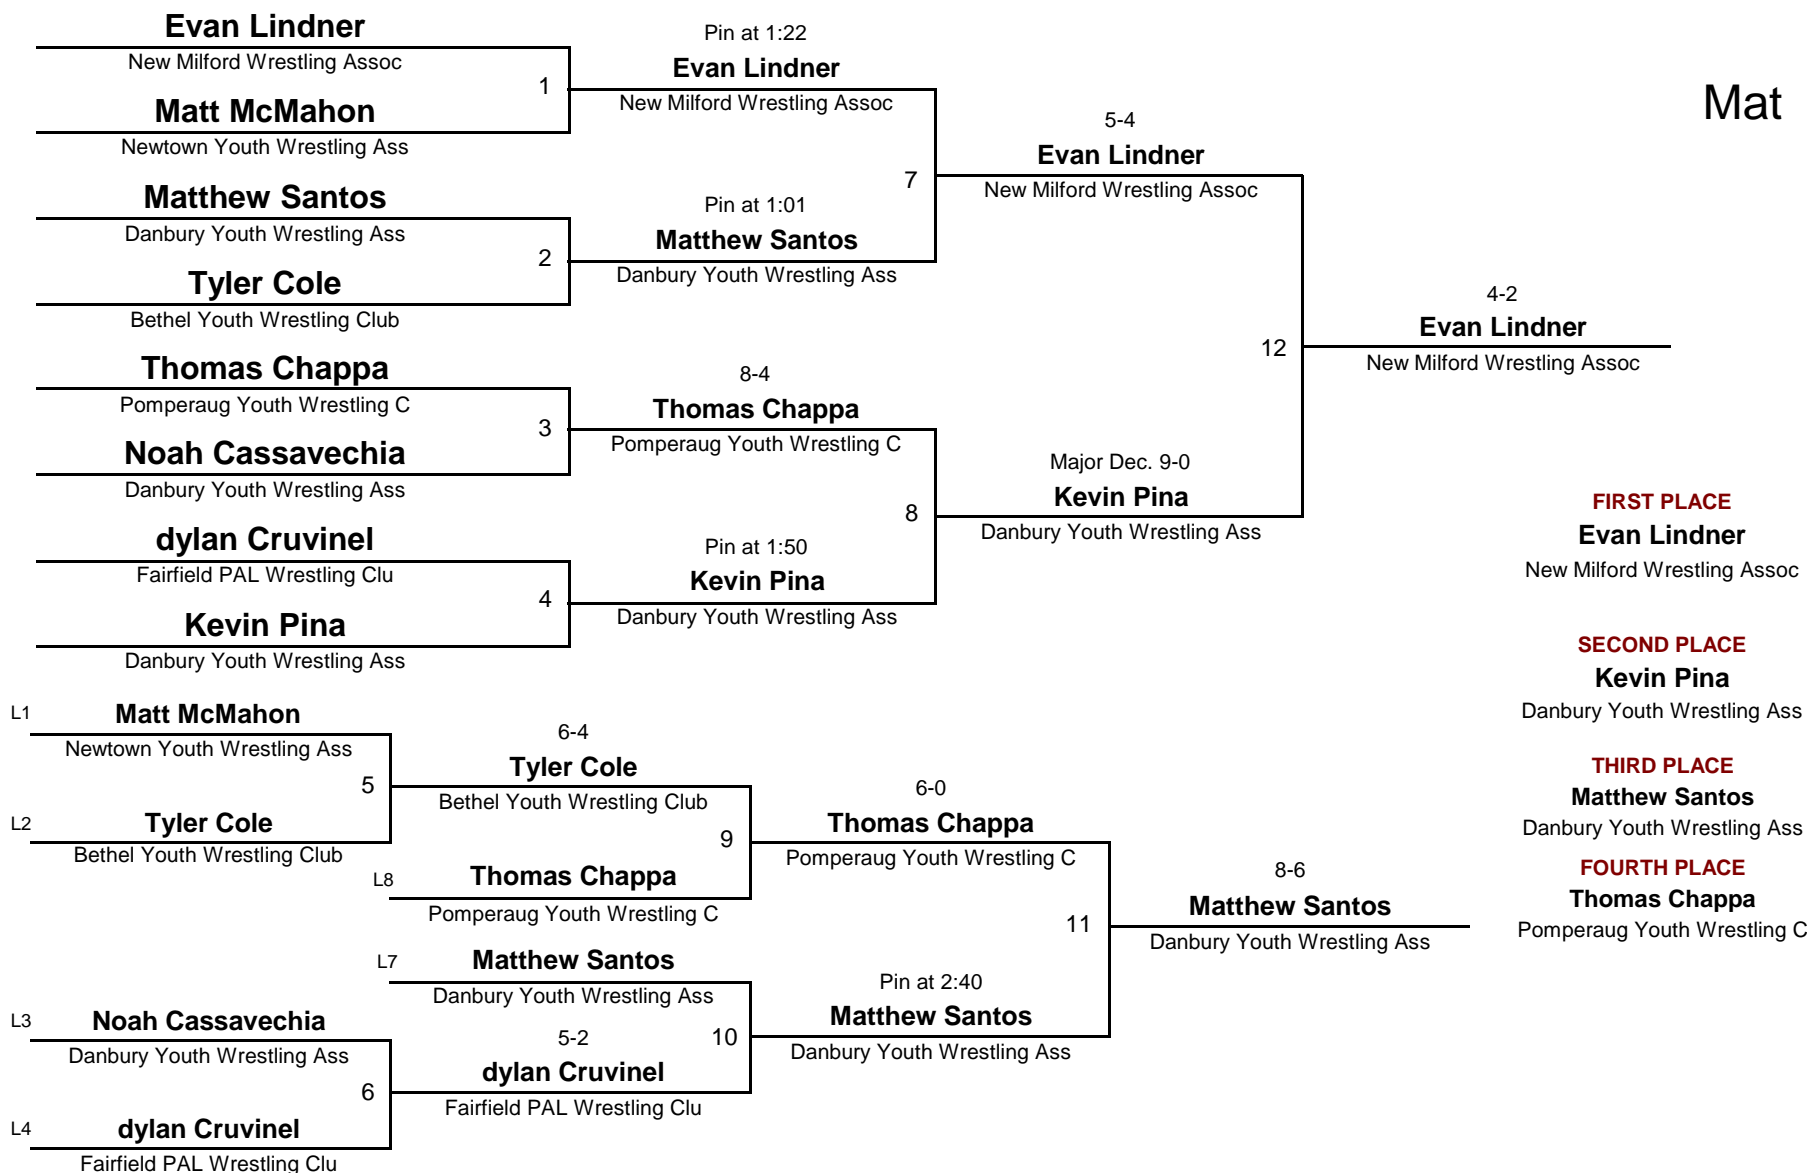 Evan Lindner
New Milford Wrestling Assoc
1
Matt McMahon
Newtown Youth Wrestling Ass
Matthew Santos
Danbury Youth Wrestling Ass
2
Tyler Cole
Bethel Youth Wrestling Club
Thomas Chappa
Pomperaug Youth Wrestling C
3
Noah Cassavechia
Danbury Youth Wrestling Ass
dylan Cruvinel
Fairfield PAL Wrestling Clu
4
Kevin Pina
Danbury Youth Wrestling Ass
Pin at 1:22
Evan Lindner
New Milford Wrestling Assoc
7
Pin at 1:01
Matthew Santos
Danbury Youth Wrestling Ass
8-4
Thomas Chappa
Pomperaug Youth Wrestling C
8
Pin at 1:50
Kevin Pina
Danbury Youth Wrestling Ass
5-4
Evan Lindner
New Milford Wrestling Assoc
12
Major Dec. 9-0
Kevin Pina
Danbury Youth Wrestling Ass
4-2
Evan Lindner
New Milford Wrestling Assoc
Mat
FIRST PLACE
Evan Lindner
New Milford Wrestling Assoc
SECOND PLACE
Kevin Pina
Danbury Youth Wrestling Ass
THIRD PLACE
Matthew Santos
Danbury Youth Wrestling Ass
FOURTH PLACE
Thomas Chappa
Pomperaug Youth Wrestling C
L1
Matt McMahon
Newtown Youth Wrestling Ass
5
L2
Tyler Cole
Bethel Youth Wrestling Club
L3
Noah Cassavechia
Danbury Youth Wrestling Ass
6
L4
dylan Cruvinel
Fairfield PAL Wrestling Clu
6-4
Tyler Cole
Bethel Youth Wrestling Club
9
L8
Thomas Chappa
Pomperaug Youth Wrestling C
L7
Matthew Santos
Danbury Youth Wrestling Ass
10
5-2
dylan Cruvinel
Fairfield PAL Wrestling Clu
6-0
Thomas Chappa
Pomperaug Youth Wrestling C
11
Pin at 2:40
Matthew Santos
Danbury Youth Wrestling Ass
8-6
Matthew Santos
Danbury Youth Wrestling Ass